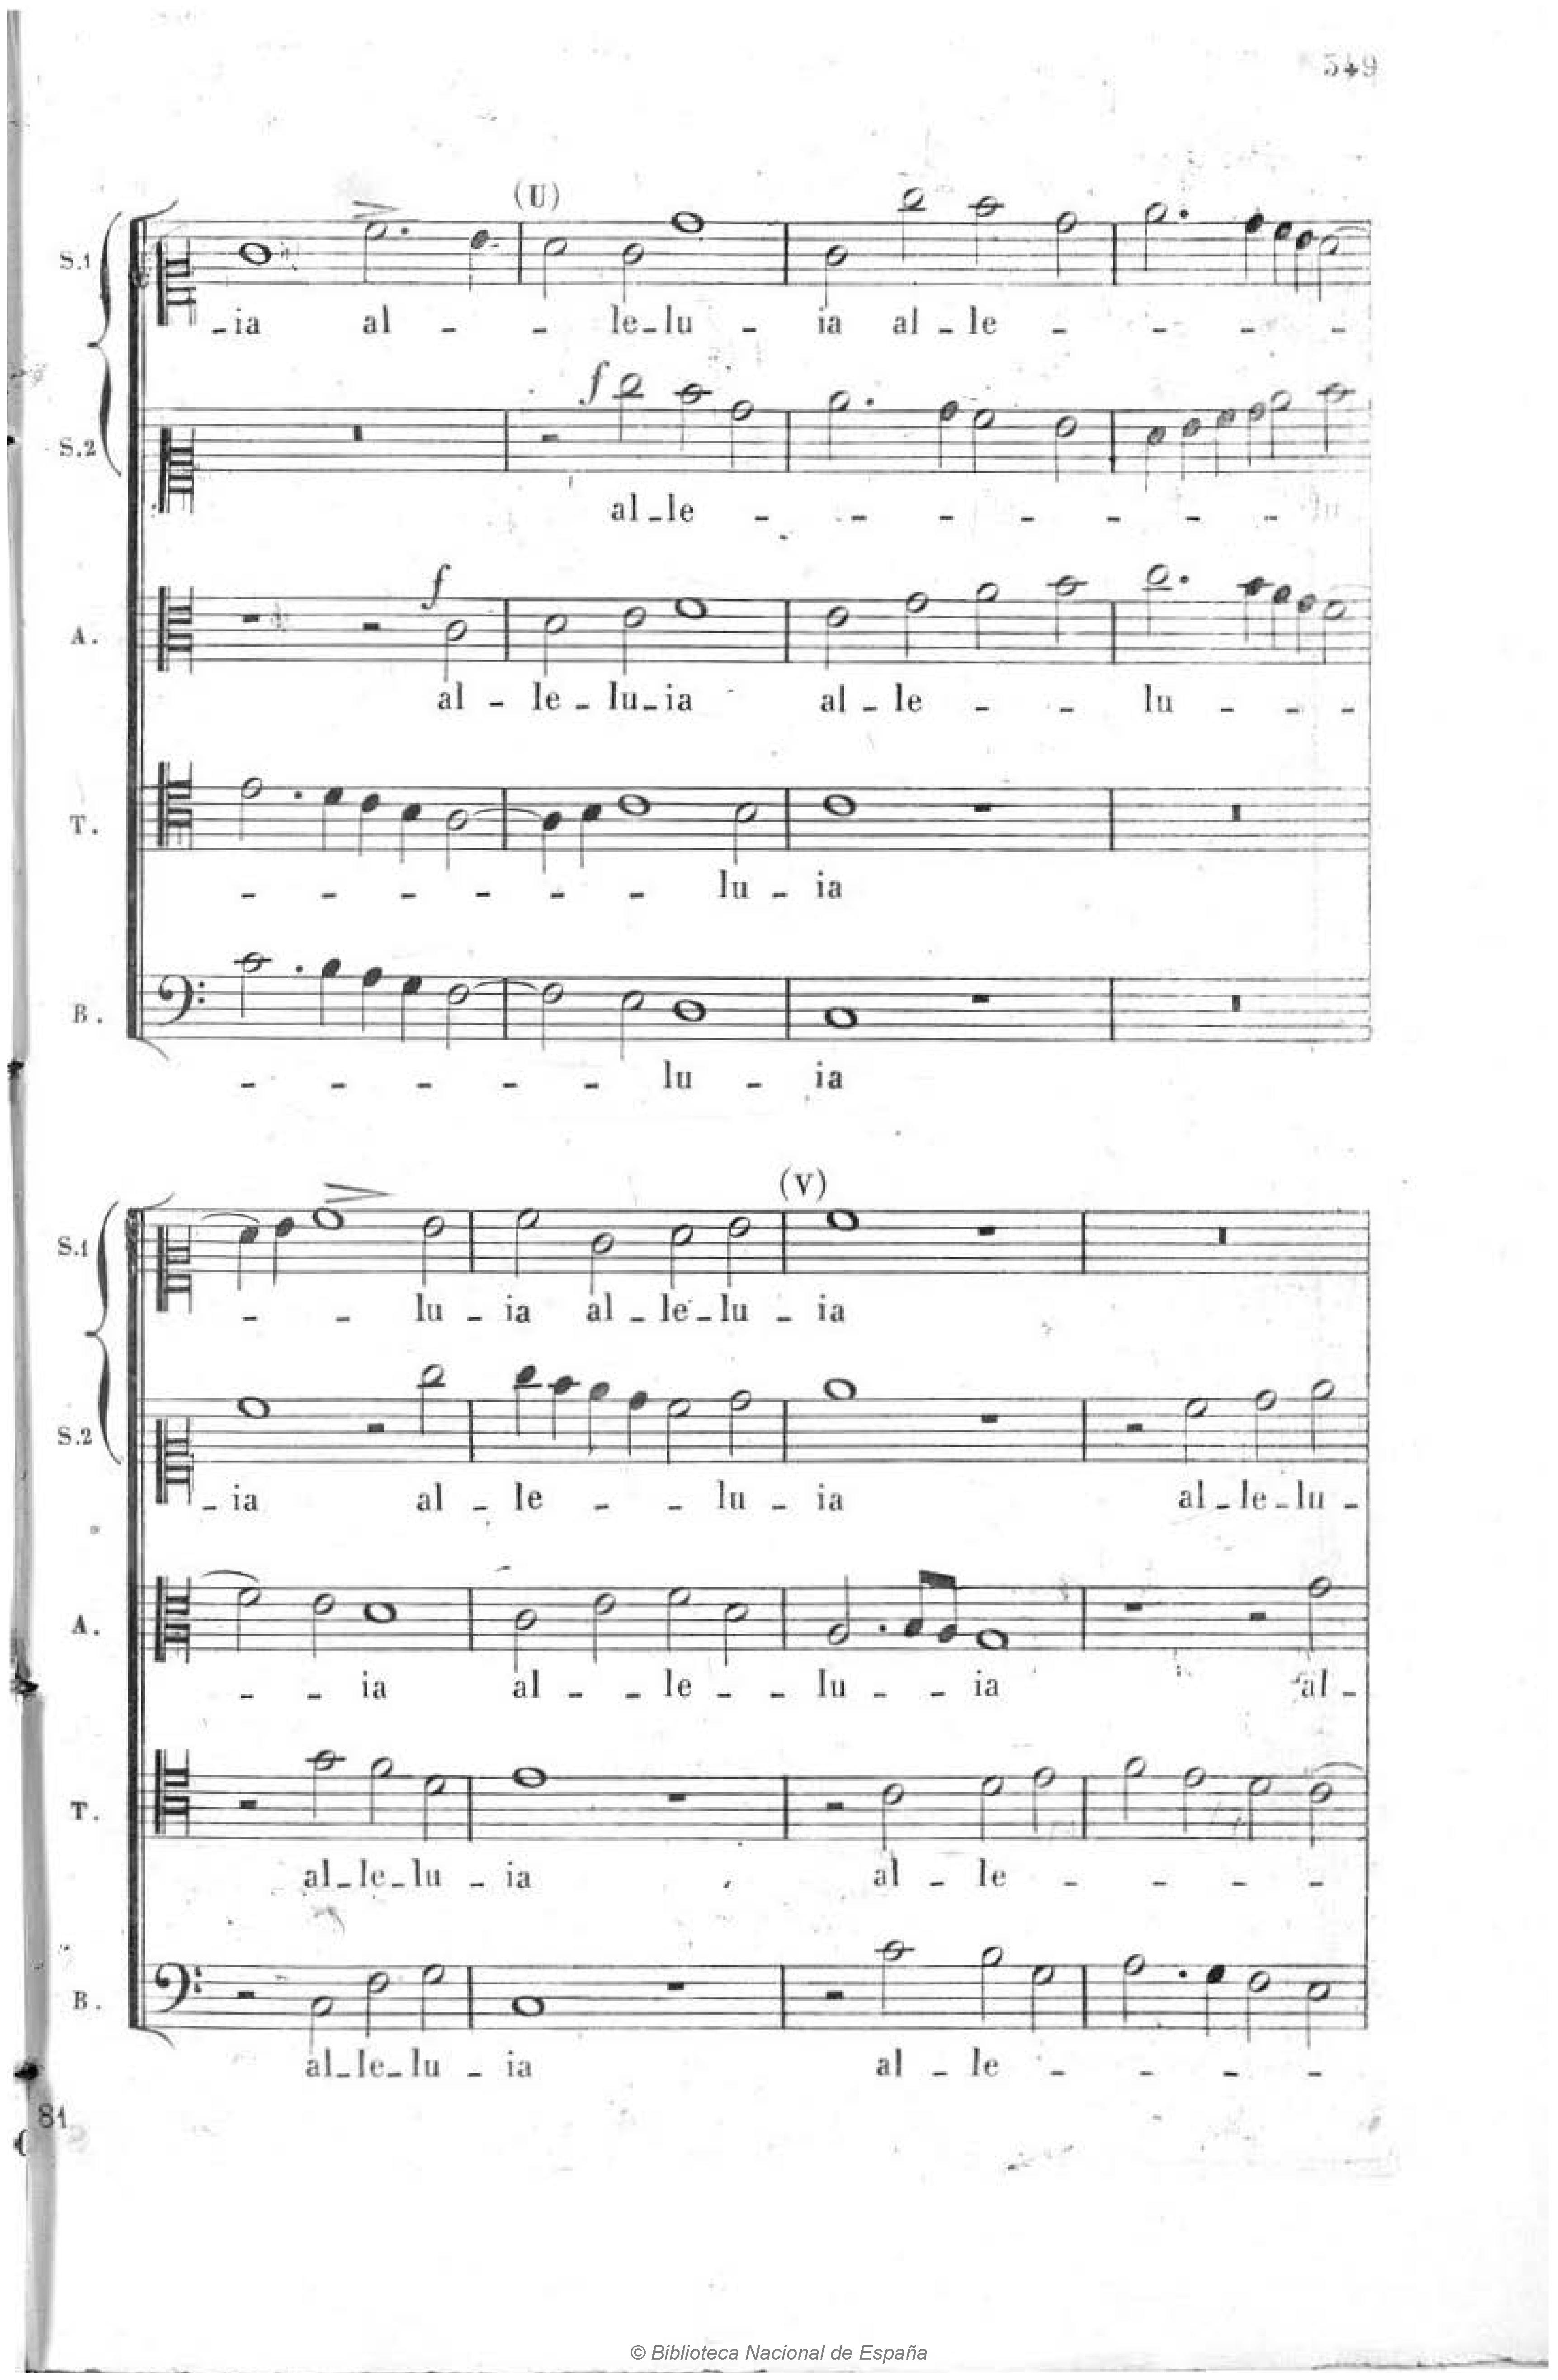 549
(U)
S.1
-ia al - - le-lu - ia al-le - - - -
f
S.2
al-le - - - - - - -
f
A.
al - le-lu-ia al-le - - lu - - -
T.
- - - - - - lu - ia
B.
- - - - - lu - ia
(V)
S.1
- - lu - ia al-le-lu - ia
S.2
-ia al - le - - lu - ia al-le-lu-
A.
- - ia al - - le - - lu - - ia al-
T.
al-le-lu - ia al - le - - - -
B.
al-le-lu - ia al - le - - - -
81
© Biblioteca Nacional de España